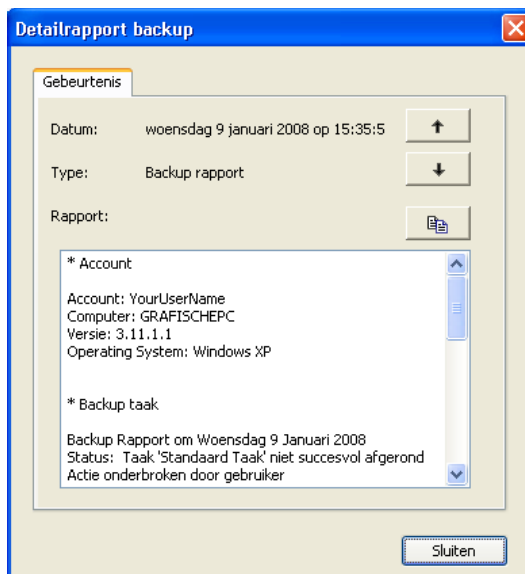 Detailrapport backup
Gebeurtenis
Datum: woensdag 9 januari 2008 op 15:35:5
Type: Backup rapport
Rapport:
* Account
Account: YourUserName
Computer: GRAFISCHEPC
Versie: 3.11.1.1
Operating System: Windows XP
* Backup taak
Backup Rapport om Woensdag 9 Januari 2008
Status: Taak 'Standaard Taak' niet succesvol afgerond
Actie onderbroken door gebruiker
Sluiten